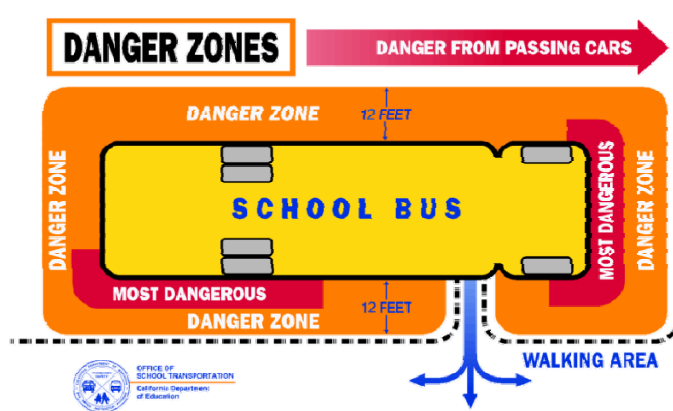 DANGER ZONES
DANGER FROM PASSING CARS
DANGER ZONE
12 FEET
DANGER ZONE
SCHOOL BUS
MOST DANGEROUS
DANGER ZONE
MOST DANGEROUS
12 FEET
DANGER ZONE
WALKING AREA
OFFICE OF
SCHOOL TRANSPORTATION
California Department
of Education